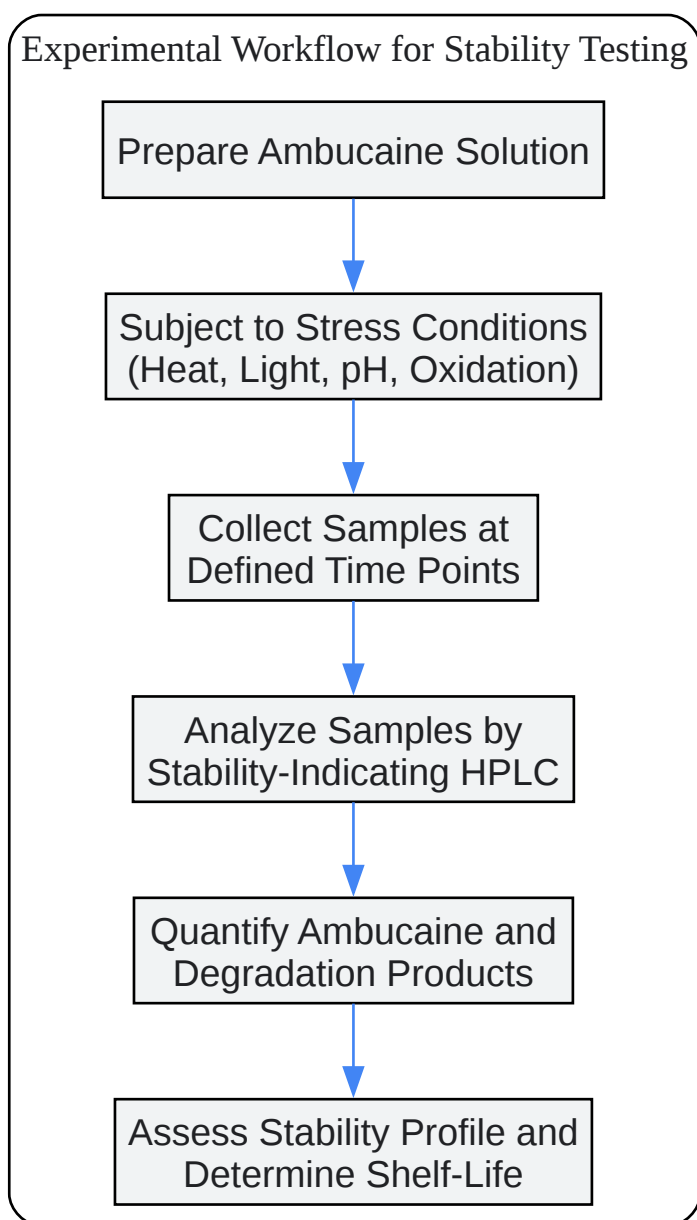 Experimental Workflow for Stability Testing
Prepare Ambucaine Solution
Subject to Stress Conditions
(Heat, Light, pH, Oxidation)
Collect Samples at
Defined Time Points
Analyze Samples by
Stability-Indicating HPLC
Quantify Ambucaine and
Degradation Products
Assess Stability Profile and
Determine Shelf-Life